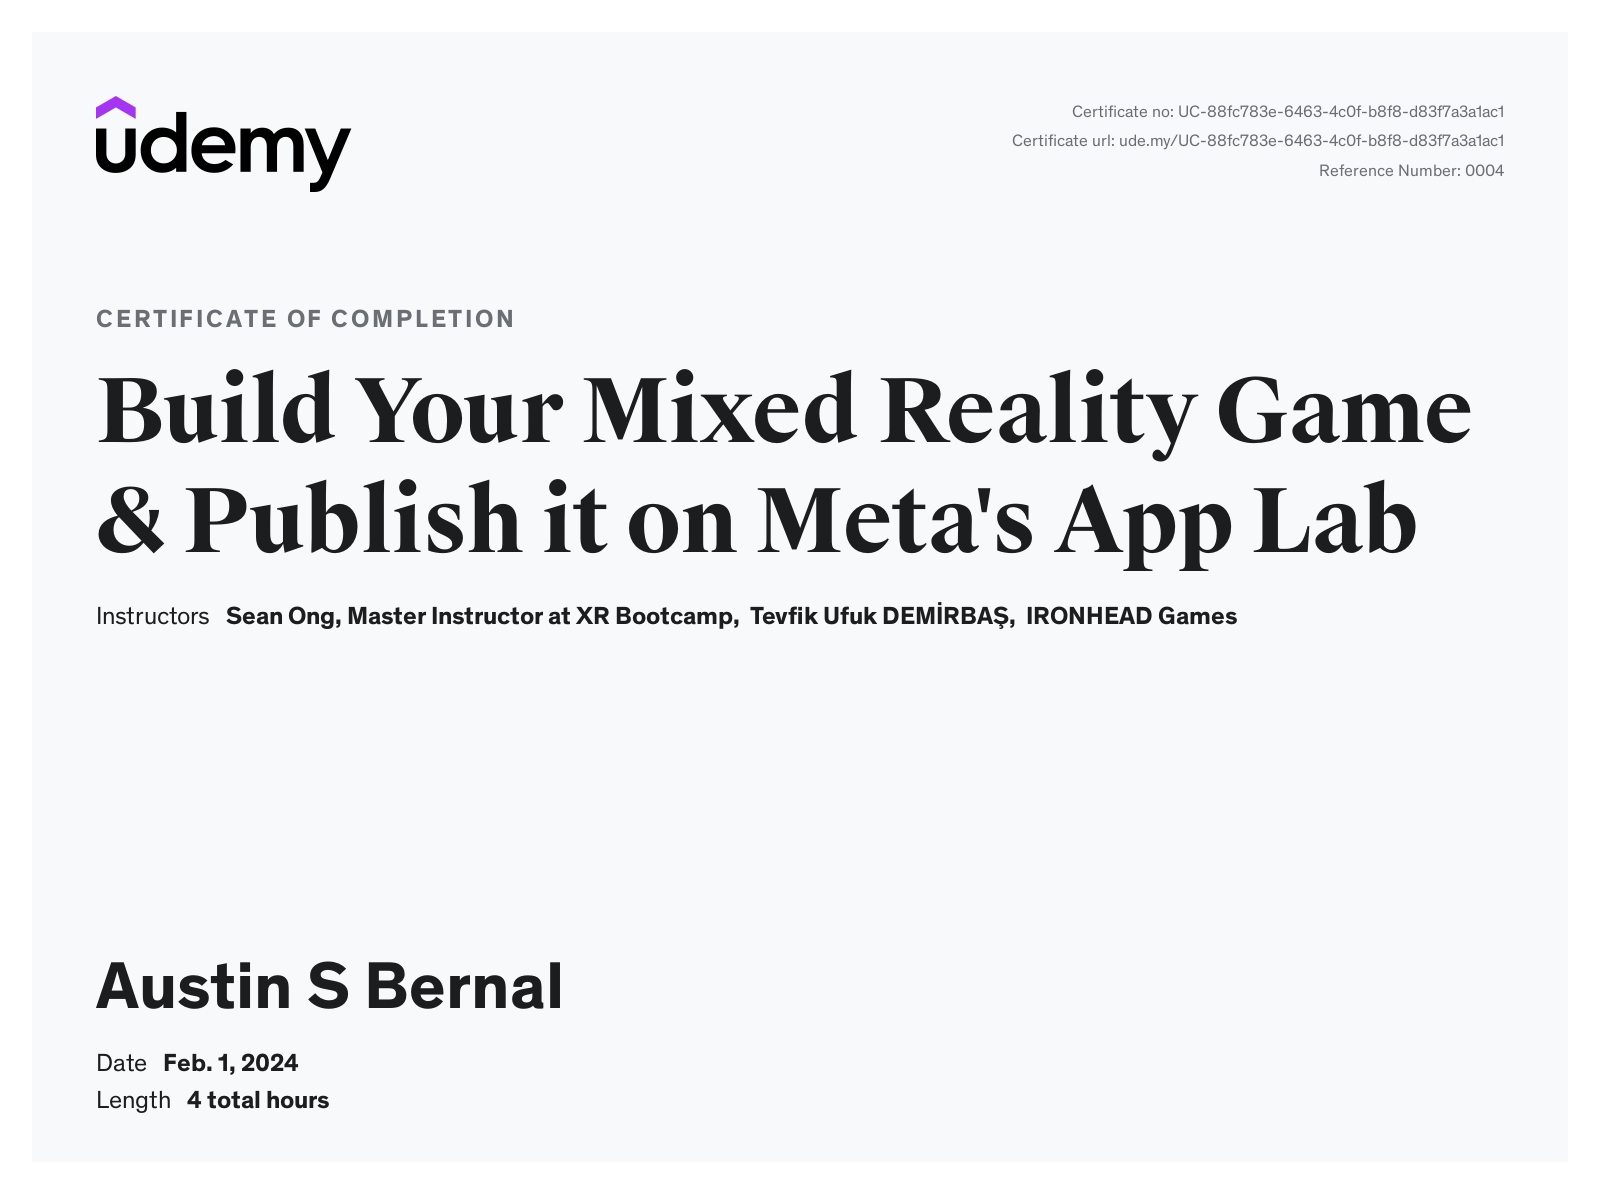 udemy
Certificate no: UC-88fc783e-6463-4c0f-b8f8-d83f7a3a1ac1
Certificate url: ude.my/UC-88fc783e-6463-4c0f-b8f8-d83f7a3a1ac1
Reference Number: 0004
CERTIFICATE OF COMPLETION
Build Your Mixed Reality Game
& Publish it on Meta's App Lab
Instructors Sean Ong, Master Instructor at XR Bootcamp, Tevfik Ufuk DEMİRBAŞ, IRONHEAD Games
Austin S Bernal
Date Feb. 1, 2024
Length 4 total hours